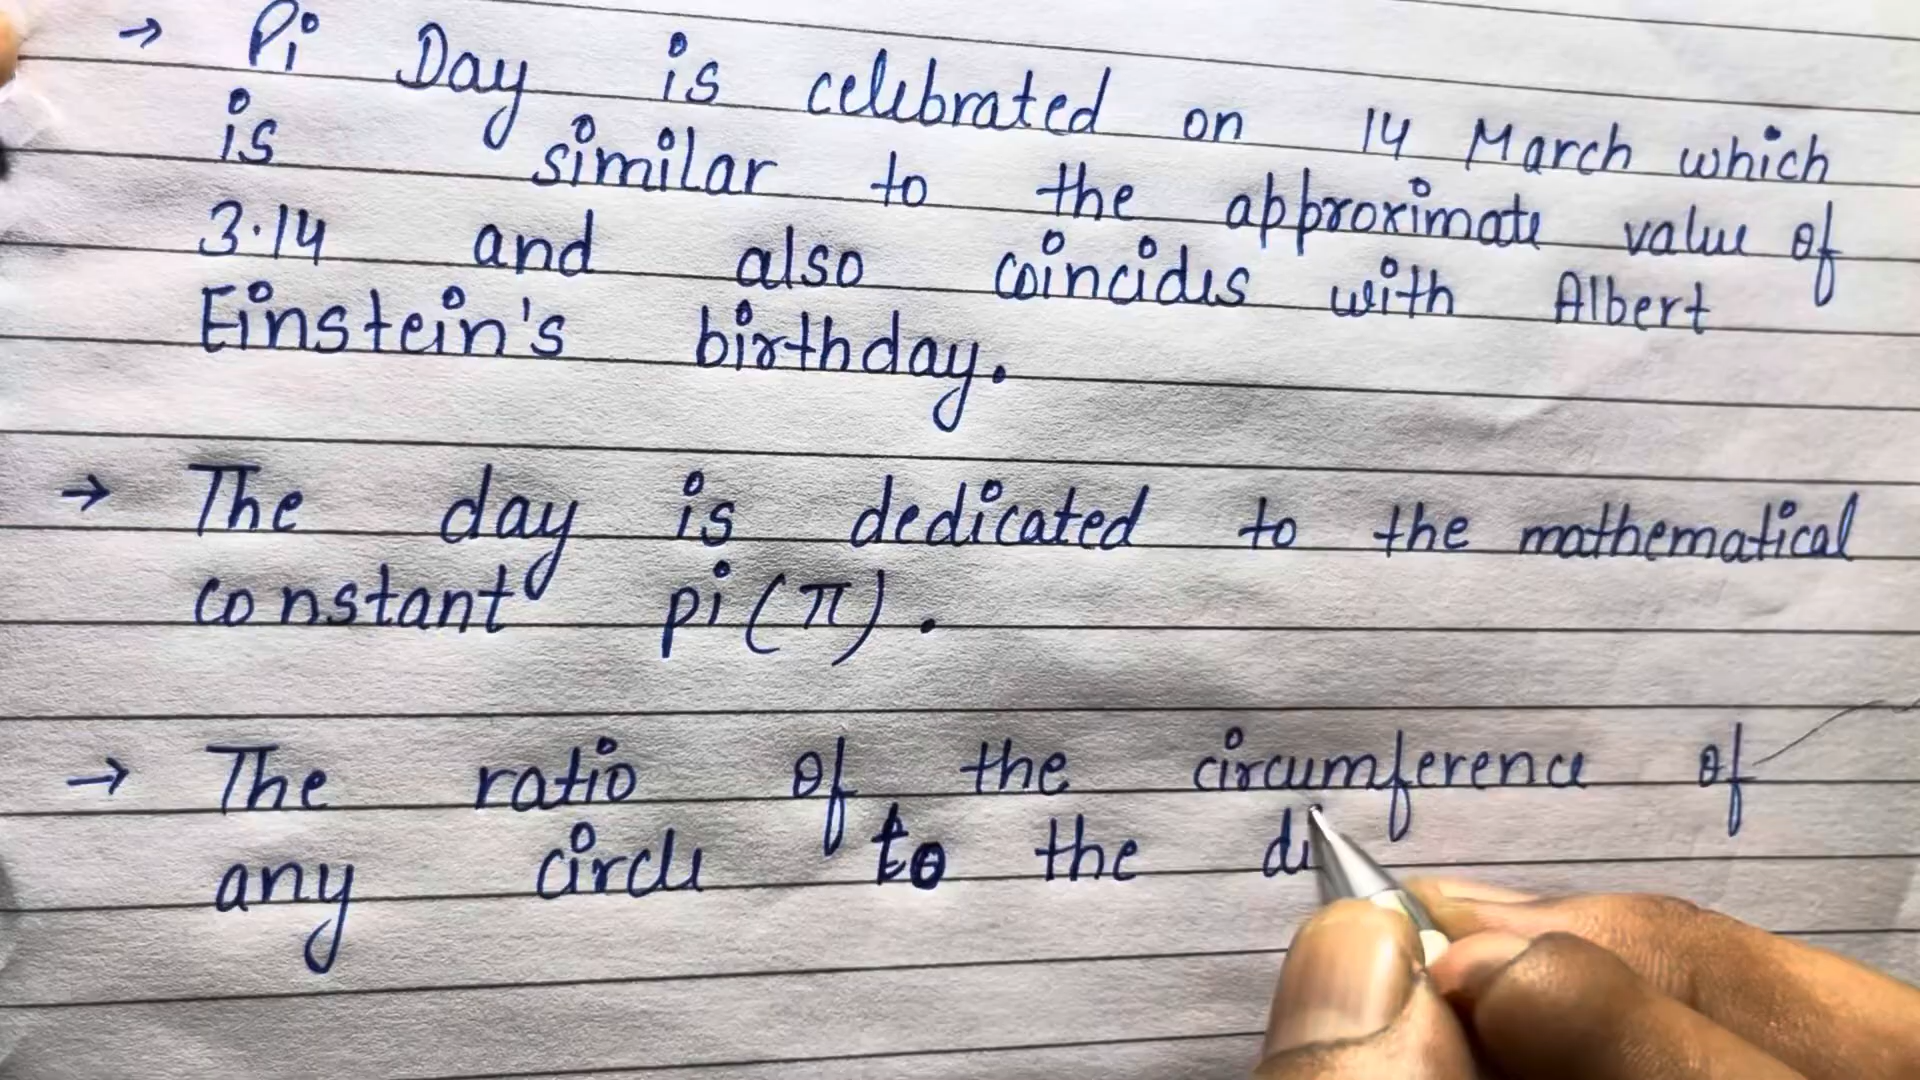 → Pi Day is celebrated on 14 March which
is similar to the approximate value of
3.14 and also coincides with Albert
Einstein's birthday.
→ The day is dedicated to the mathematical
constant pi (π).
→ The ratio of the circumference of
any circle to the di